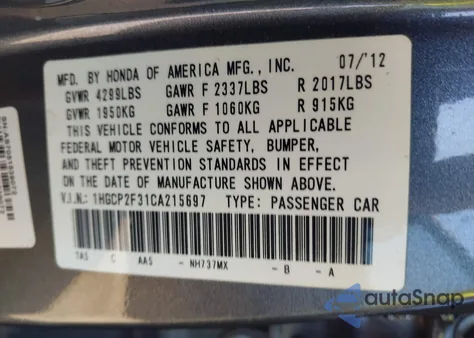 MFD. BY HONDA OF AMERICA MFG., INC. 07/'12
GVWR 4299LBS GAWR F 2337LBS R 2017LBS
GVWR 1950KG GAWR F 1060KG R 915KG
THIS VEHICLE CONFORMS TO ALL APPLICABLE
FEDERAL MOTOR VEHICLE SAFETY, BUMPER,
AND THEFT PREVENTION STANDARDS IN EFFECT
ON THE DATE OF MANUFACTURE SHOWN ABOVE.
V.I.N.: 1HGCP2F31CA215697 TYPE: PASSENGER CAR
TA5 C AA5 - NH737MX - B - A
autaSnap